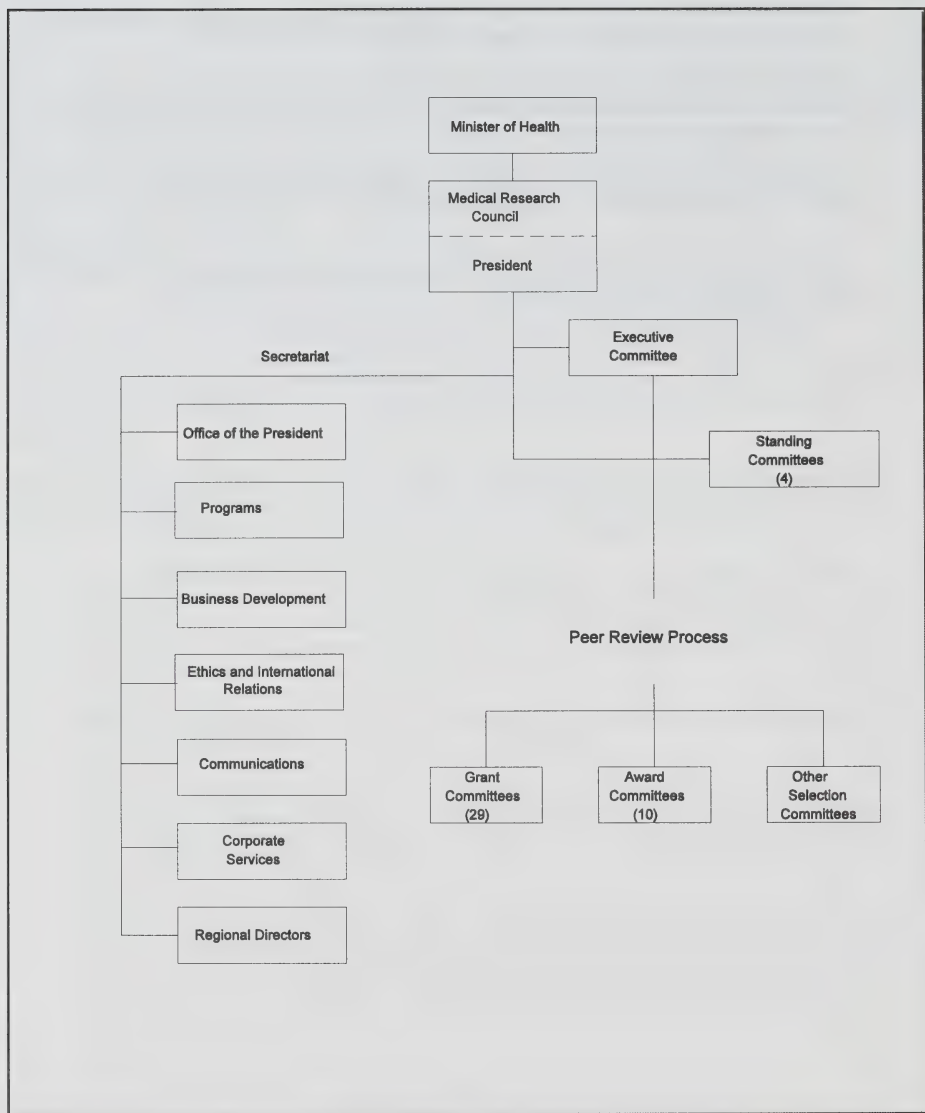 Minister of Health
Medical Research
Council
President
Executive
Committee
Secretariat
Office of the President
Standing
Committees
(4)
Programs
Business Development
Peer Review Process
Ethics and International
Relations
Communications
Grant
Committees
(29)
Award
Committees
(10)
Other
Selection
Committees
Corporate
Services
Regional Directors